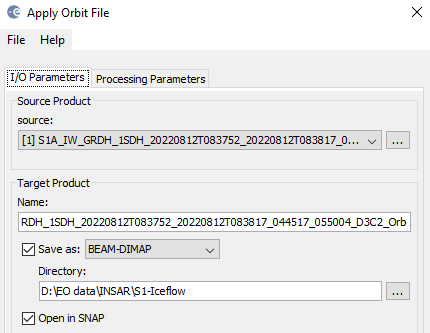 Apply Orbit File
File Help
I/O Parameters Processing Parameters
Source Product
source:
[1] S1A_IW_GRDH_1SDH_20220812T083752_20220812T083817_0... ...
Target Product
Name:
RDH_1SDH_20220812T083752_20220812T083817_044517_055004_D3C2_Orb
Save as: BEAM-DIMAP
Directory:
D:\EO data\INSAR\S1-Iceflow ...
Open in SNAP